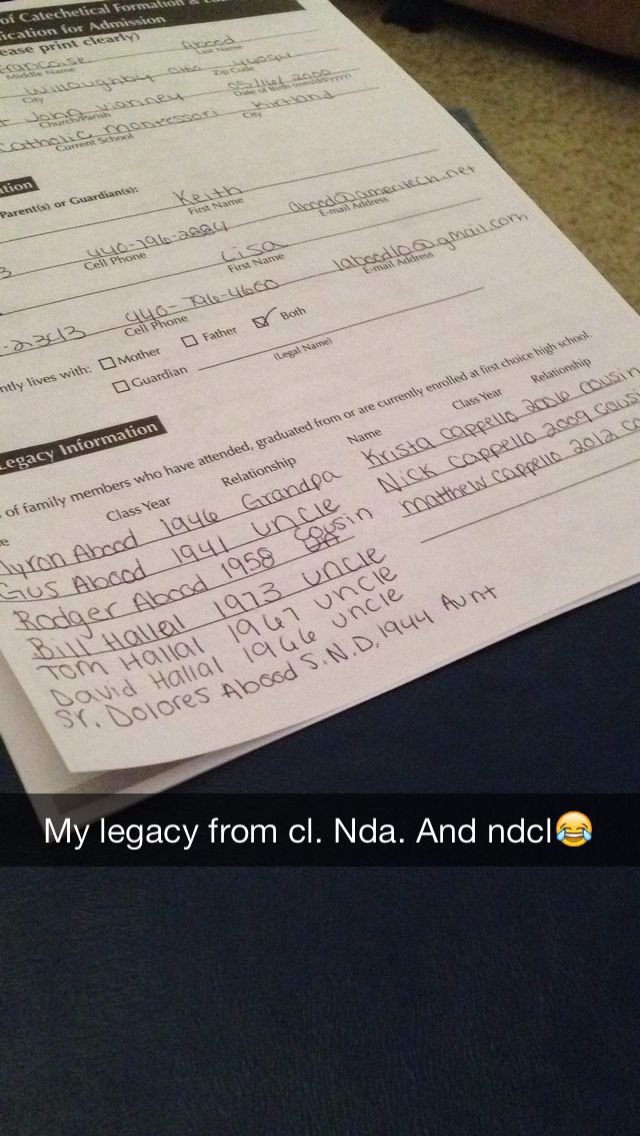 of Catechetical Formation &
ication for Admission
ease print clearly)
Francoise Abood
Middle Name Last Name
Willoughby Ohio 44094
City Zip Code
John Vianney 05/16/2000
Church/Parish Date of Birth (mm/dd/yyyy)
Catholic Montessori Kirtland
Current School City
ation
Parent(s) or Guardian(s):
Keith
First Name
440-796-2884 abood@ameritech.net
Cell Phone E-mail Address
Lisa
First Name
2343 440-796-4660 labood10@gmail.com
Cell Phone E-mail Address
ntly lives with: Mother Father Both
Guardian (Legal Name)
Legacy Information
of family members who have attended, graduated from or are currently enrolled at first choice high school.
Class Year Relationship Name Class Year Relationship
Myron Abood 1946 Grandpa Krista Cappello 2006 cousin
Gus Abood 1941 uncle Nick Cappello 2009 cousi
Rodger Abood 1958 cousin matthew cappello 2012 co
Bill Hallal 1973 uncle
Tom Hallal 1967 uncle
David Hallal 1966 uncle
Sr. Dolores Abood S.N.D. 1944 Aunt
My legacy from cl. Nda. And ndcl😂